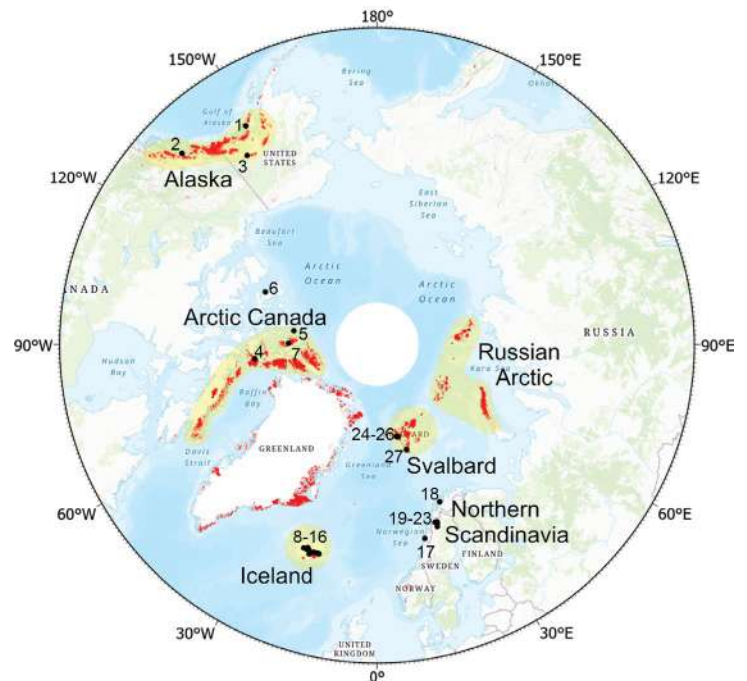 180°
150°W
150°E
Bering
Sea
Okho
Gulf of
Alaska
1
2
3
UNITED
STATES
Alaska
120°W
120°E
East
Siberian
Sea
Beaufort
Sea
Arctic
Ocean
Arctic
Ocean
ANADA
6
Arctic Canada
5
RUSSIA
90°W
90°E
4
7
Hudson
Bay
Baffin
Bay
Russian
Arctic
Kara Sea
Davis
Strait
GREENLAND
24-26
ARD
27
Greenland
Sea
Svalbard
60°W
60°E
18
Northern
Scandinavia
19-23
Norwegian
Sea
17
FINLAND
SWEDEN
NORWAY
8-16
Iceland
30°W
30°E
UNITED
KINGDOM
0°